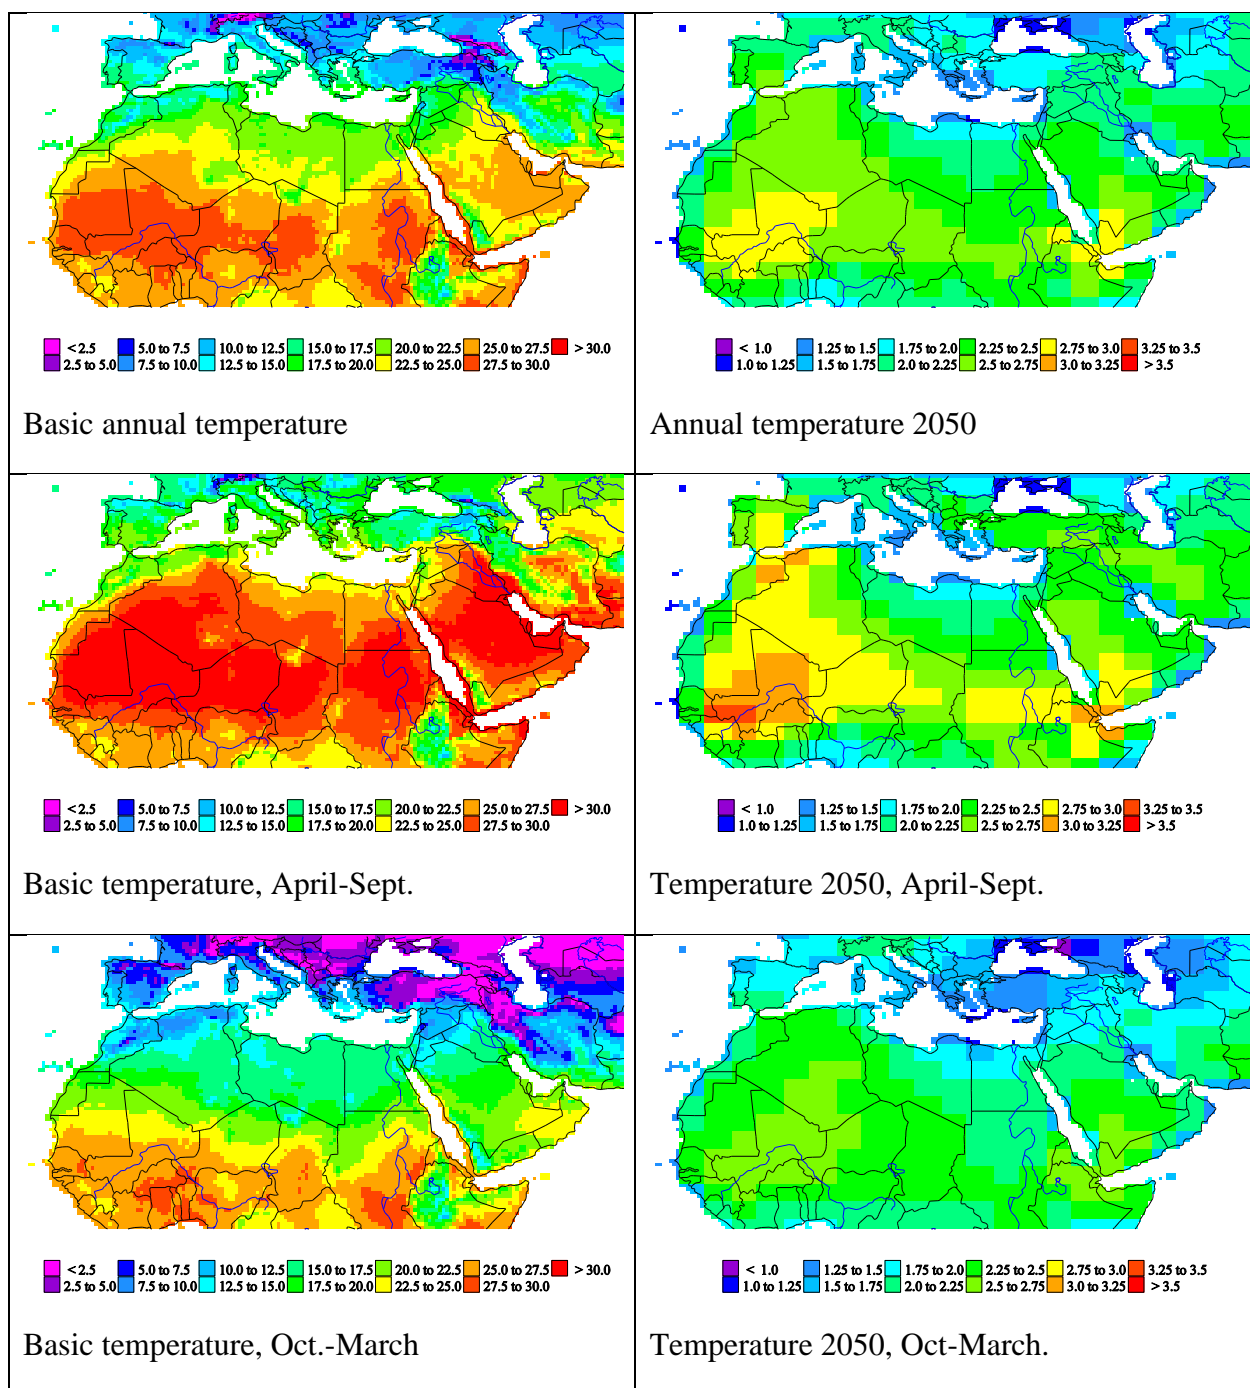 < 2.5 5.0 to 7.5 10.0 to 12.5 15.0 to 17.5 20.0 to 22.5 25.0 to 27.5 > 30.0
2.5 to 5.0 7.5 to 10.0 12.5 to 15.0 17.5 to 20.0 22.5 to 25.0 27.5 to 30.0
Basic annual temperature
< 1.0 1.25 to 1.5 1.75 to 2.0 2.25 to 2.5 2.75 to 3.0 3.25 to 3.5
1.0 to 1.25 1.5 to 1.75 2.0 to 2.25 2.5 to 2.75 3.0 to 3.25 > 3.5
Annual temperature 2050
< 2.5 5.0 to 7.5 10.0 to 12.5 15.0 to 17.5 20.0 to 22.5 25.0 to 27.5 > 30.0
2.5 to 5.0 7.5 to 10.0 12.5 to 15.0 17.5 to 20.0 22.5 to 25.0 27.5 to 30.0
Basic temperature, April-Sept.
< 1.0 1.25 to 1.5 1.75 to 2.0 2.25 to 2.5 2.75 to 3.0 3.25 to 3.5
1.0 to 1.25 1.5 to 1.75 2.0 to 2.25 2.5 to 2.75 3.0 to 3.25 > 3.5
Temperature 2050, April-Sept.
< 2.5 5.0 to 7.5 10.0 to 12.5 15.0 to 17.5 20.0 to 22.5 25.0 to 27.5 > 30.0
2.5 to 5.0 7.5 to 10.0 12.5 to 15.0 17.5 to 20.0 22.5 to 25.0 27.5 to 30.0
Basic temperature, Oct.-March
< 1.0 1.25 to 1.5 1.75 to 2.0 2.25 to 2.5 2.75 to 3.0 3.25 to 3.5
1.0 to 1.25 1.5 to 1.75 2.0 to 2.25 2.5 to 2.75 3.0 to 3.25 > 3.5
Temperature 2050, Oct-March.